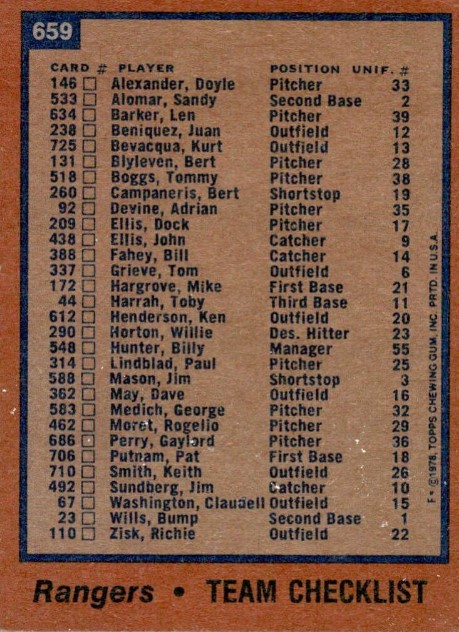 659
CARD # PLAYER POSITION UNIF. #
146 Alexander, Doyle Pitcher 33
533 Alomar, Sandy Second Base 2
634 Barker, Len Pitcher 39
238 Beniquez, Juan Outfield 12
725 Bevacqua, Kurt Outfield 13
131 Blyleven, Bert Pitcher 28
518 Boggs, Tommy Pitcher 38
260 Campaneris, Bert Shortstop 19
92 Devine, Adrian Pitcher 35
209 Ellis, Dock Pitcher 17
438 Ellis, John Catcher 9
388 Fahey, Bill Catcher 14
337 Grieve, Tom Outfield 6
172 Hargrove, Mike First Base 21
44 Harrah, Toby Third Base 11
612 Henderson, Ken Outfield 20
290 Horton, Willie Des. Hitter 23
548 Hunter, Billy Manager 55
314 Lindblad, Paul Pitcher 25
588 Mason, Jim Shortstop 3
362 May, Dave Outfield 16
583 Medich, George Pitcher 32
462 Moret, Rogelio Pitcher 29
686 Perry, Gaylord Pitcher 36
706 Putnam, Pat First Base 18
710 Smith, Keith Outfield 26
492 Sundberg, Jim Catcher 10
67 Washington, Claudell Outfield 15
23 Wills, Bump Second Base 1
110 Zisk, Richie Outfield 22
F* ©1978, TOPPS CHEWING GUM, INC. PRTD. IN U.S.A.
Rangers • TEAM CHECKLIST